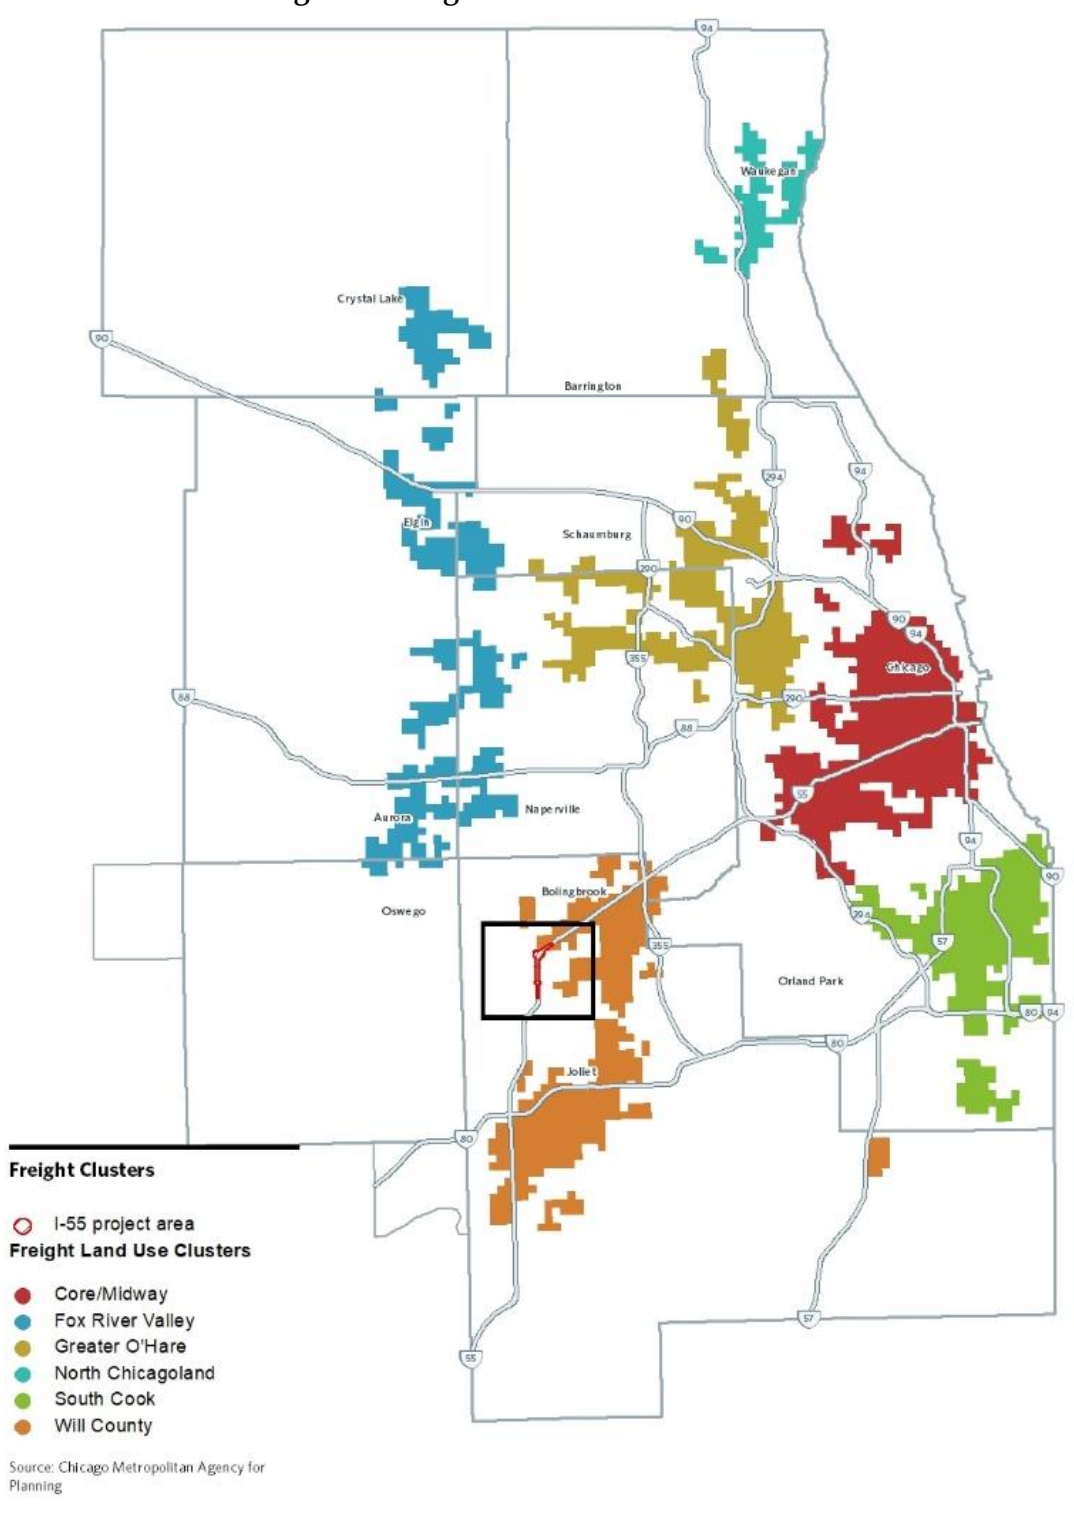 94
Waukegan
Crystal Lake
90
Barrington
294
94
90
Elgin
Schaumburg
290
90
94
355
Chicago
88
290
88
55
Aurora
Naperville
94
90
Bolingbrook
Oswego
294
57
355
Orland Park
80
94
80
Joliet
80
Freight Clusters
I-55 project area
Freight Land Use Clusters
Core/Midway
Fox River Valley
Greater O'Hare
North Chicagoland
South Cook
Will County
57
55
Source: Chicago Metropolitan Agency for
Planning